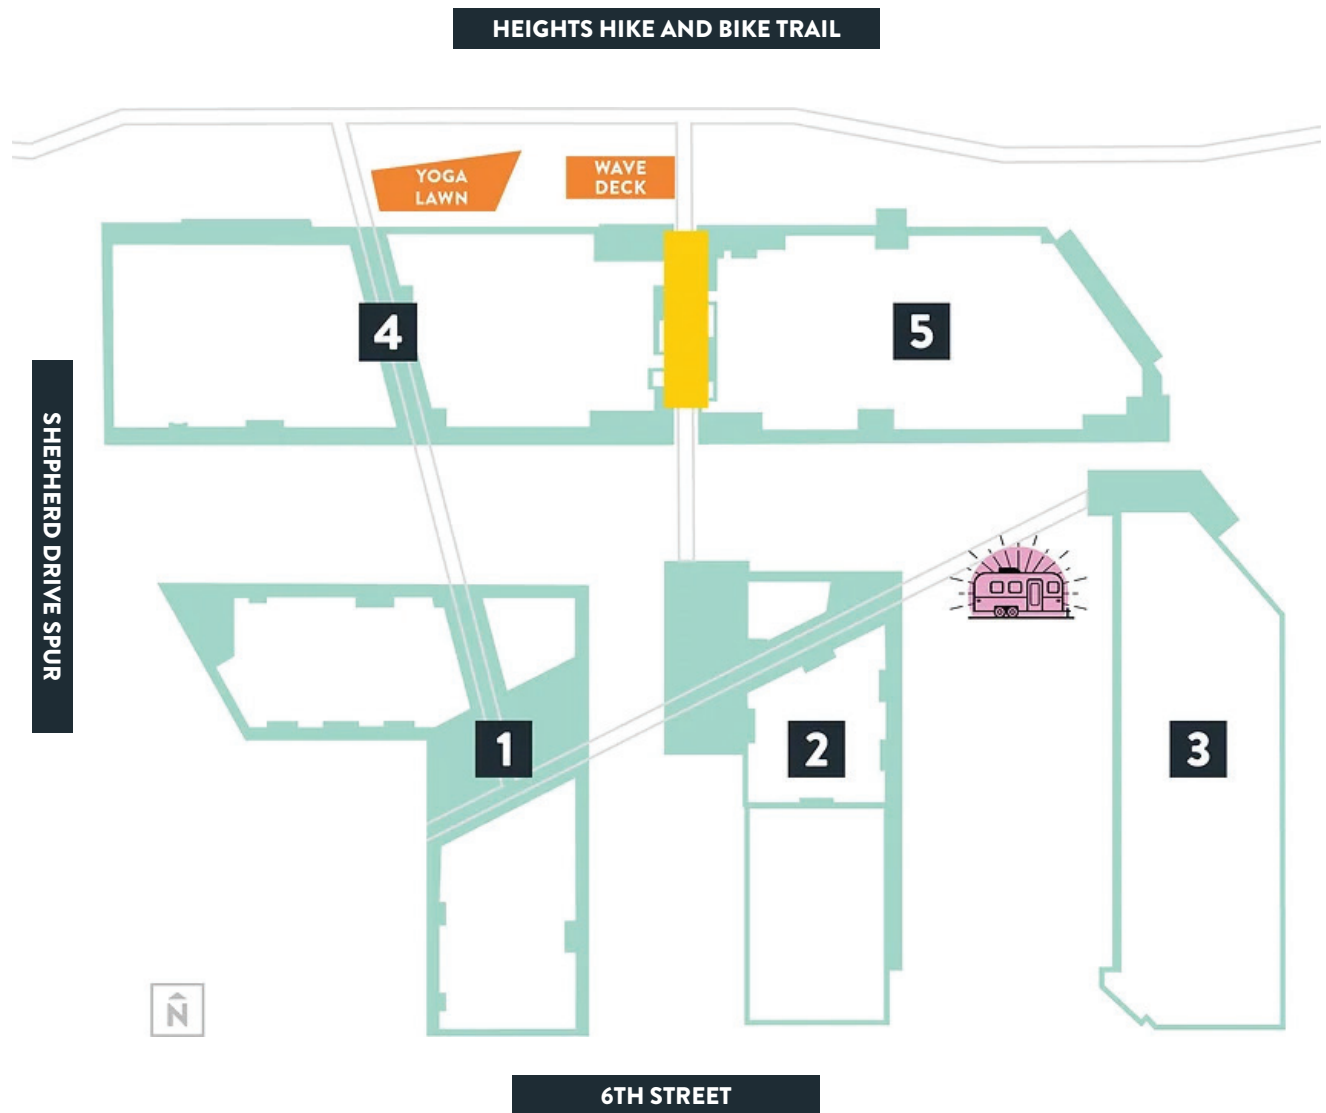 HEIGHTS HIKE AND BIKE TRAIL
YOGA
LAWN
WAVE
DECK
4
5
SHEPHERD DRIVE SPUR
1
2
3
N
6TH STREET